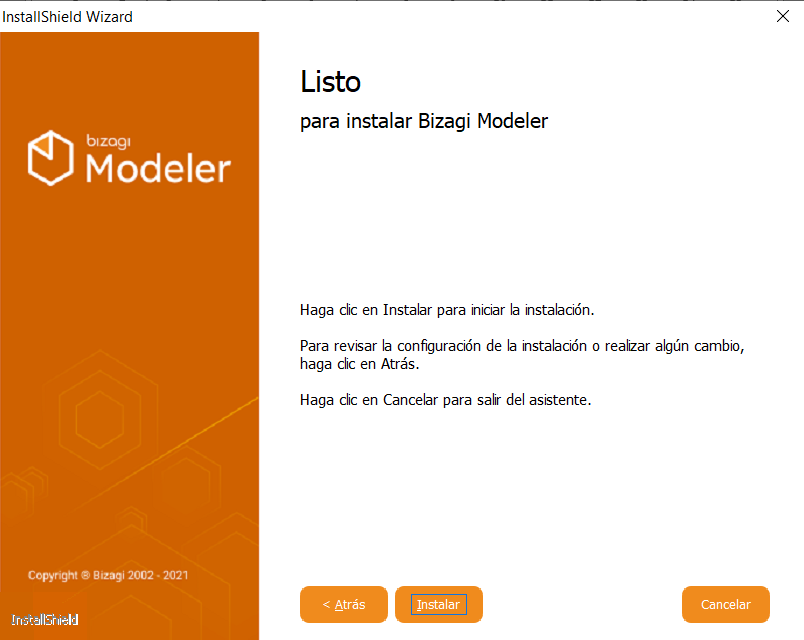 InstallShield Wizard
bizagi
Modeler
Listo
para instalar Bizagi Modeler
Haga clic en Instalar para iniciar la instalación.
Para revisar la configuración de la instalación o realizar algún cambio,
haga clic en Atrás.
Haga clic en Cancelar para salir del asistente.
Copyright © Bizagi 2002 - 2021
InstallShield
< Atrás
Instalar
Cancelar